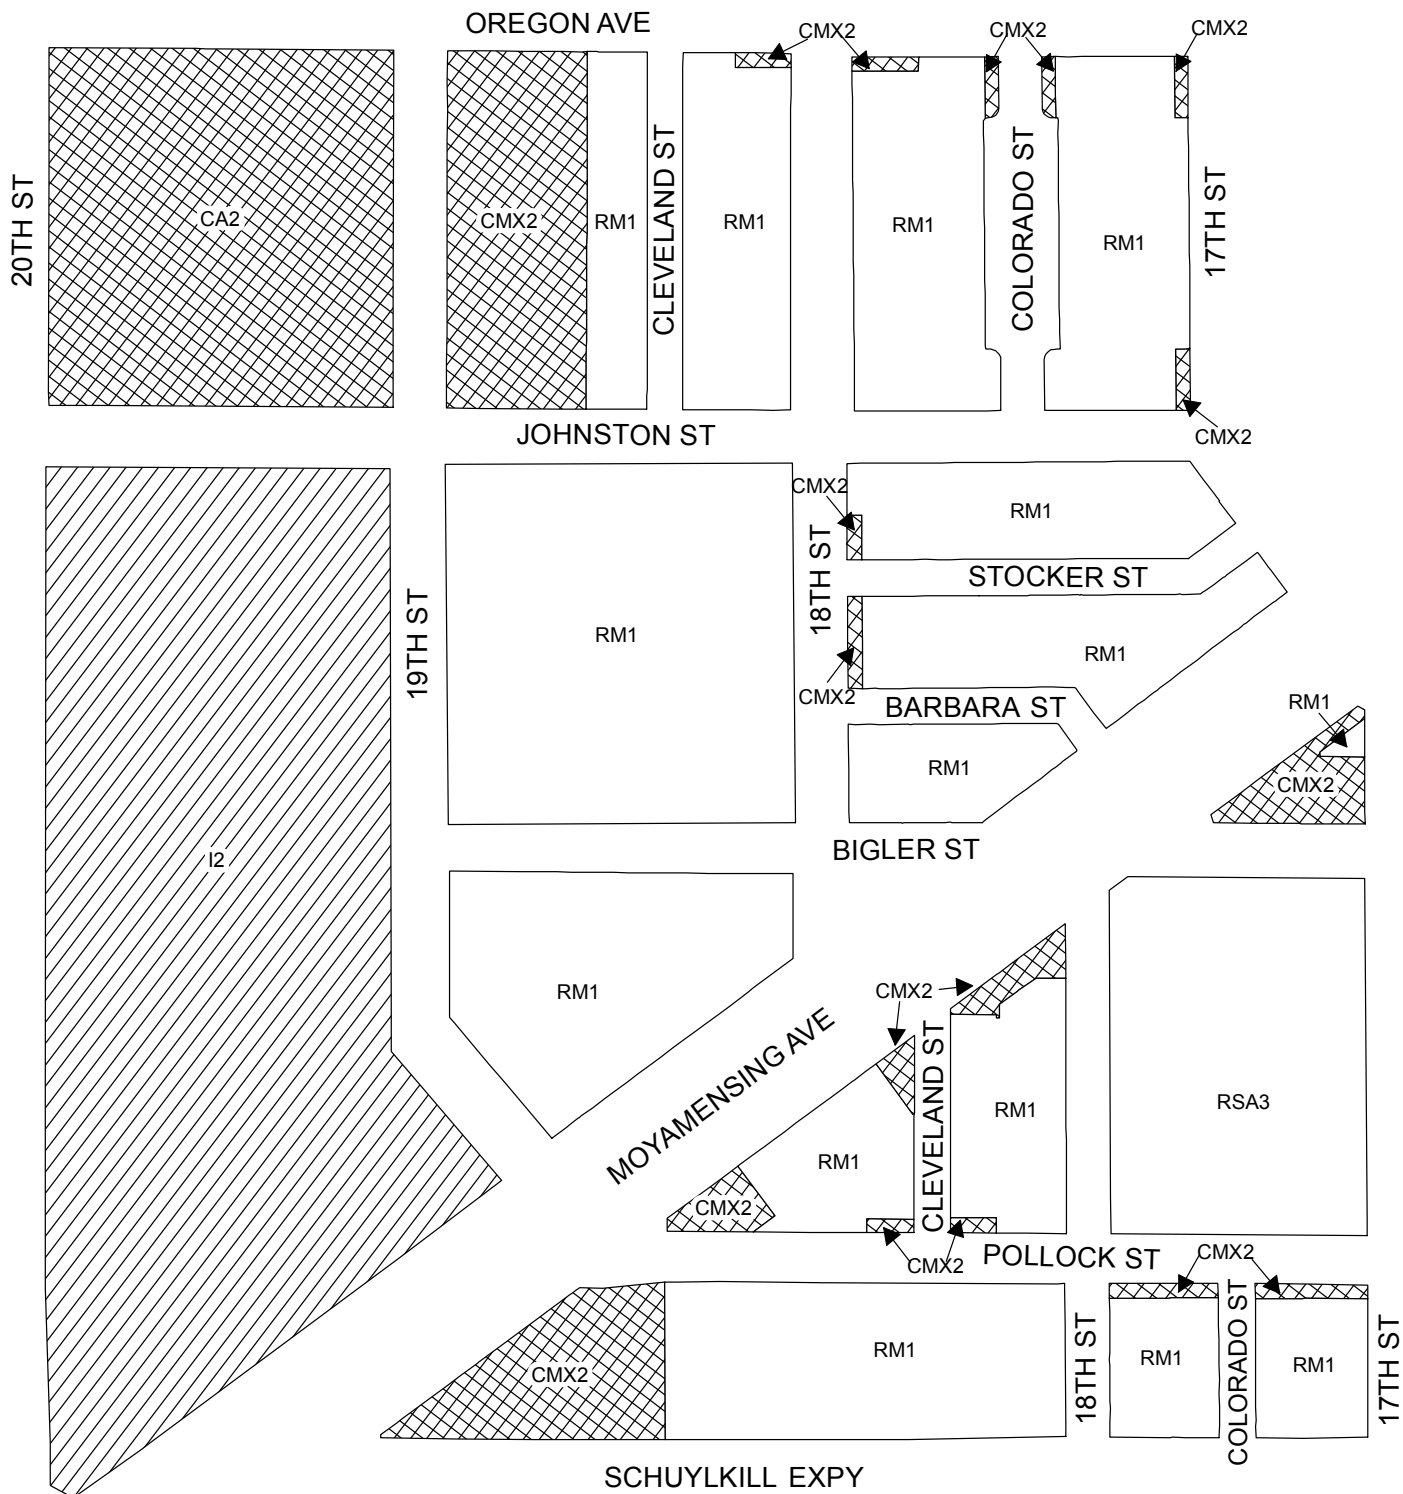 OREGON AVE
CMX2
CMX2
CMX2
20TH ST
CA2
CMX2
RM1
CLEVELAND ST
RM1
RM1
COLORADO ST
RM1
17TH ST
CMX2
JOHNSTON ST
CMX2
RM1
18TH ST
STOCKER ST
19TH ST
RM1
RM1
CMX2
BARBARA ST
RM1
RM1
CMX2
BIGLER ST
I2
RM1
CMX2
MOYAMENSING AVE
CLEVELAND ST
RM1
RSA3
RM1
CMX2
CMX2
POLLOCK ST
CMX2
RM1
18TH ST
RM1
COLORADO ST
RM1
17TH ST
CMX2
SCHUYLKILL EXPY